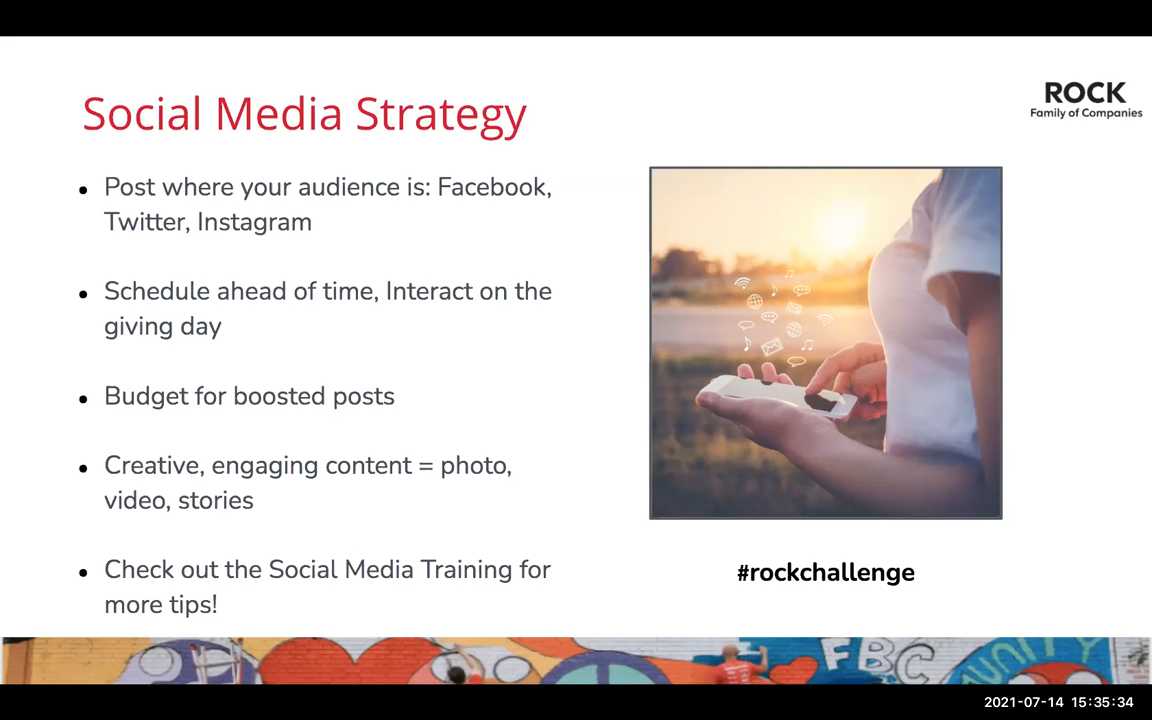 Social Media Strategy
ROCK
Family of Companies
• Post where your audience is: Facebook,
Twitter, Instagram
• Schedule ahead of time, Interact on the
giving day
• Budget for boosted posts
• Creative, engaging content = photo,
video, stories
• Check out the Social Media Training for
more tips!
#rockchallenge
FBC
UNITY
2021-07-14 15:35:34